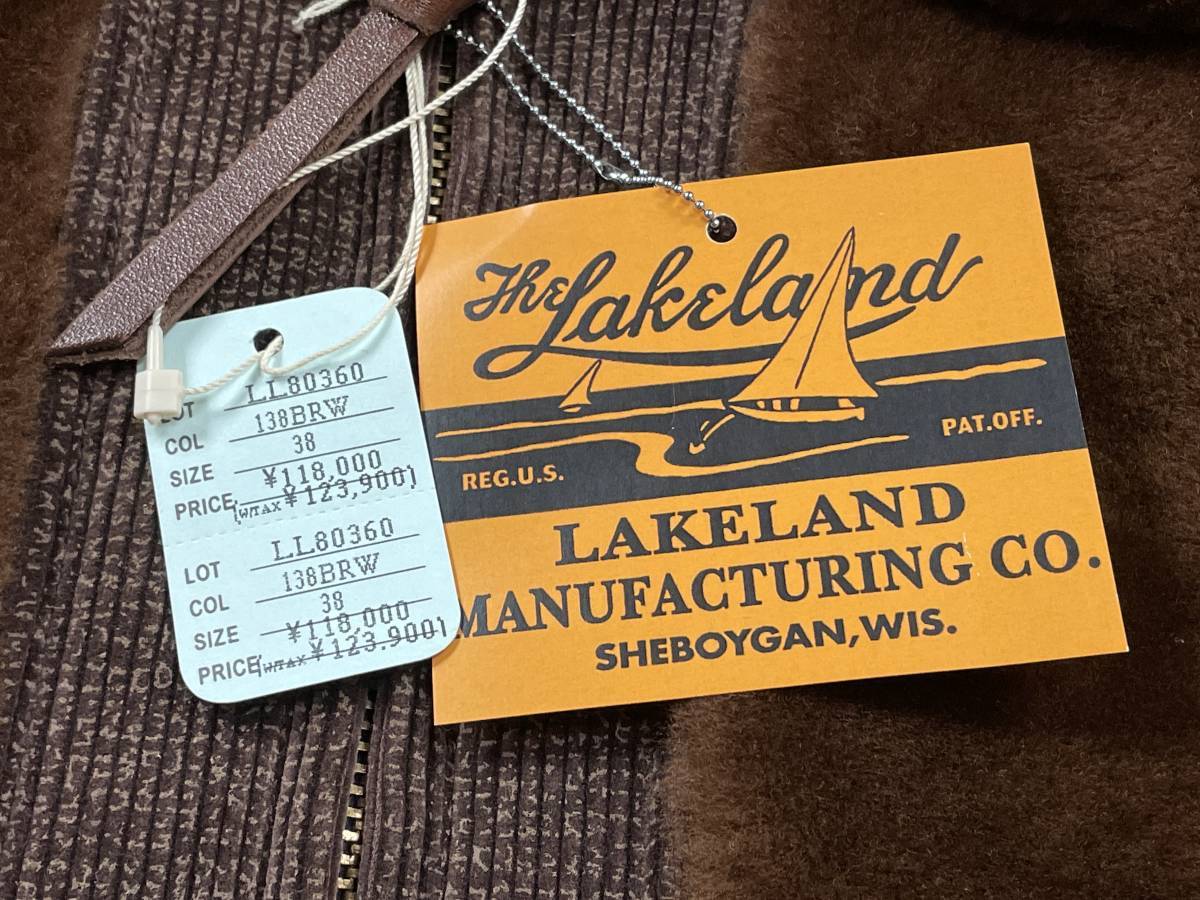 LOT LL80360
COL 138BRW
SIZE 38
PRICE ¥118,000
(W/TAX ¥123,900)
LOT LL80360
COL 138BRW
SIZE 38
PRICE ¥118,000
(W/TAX ¥123,900)
The Lakeland
REG.U.S. PAT.OFF.
LAKELAND
MANUFACTURING CO.
SHEBOYGAN, WIS.